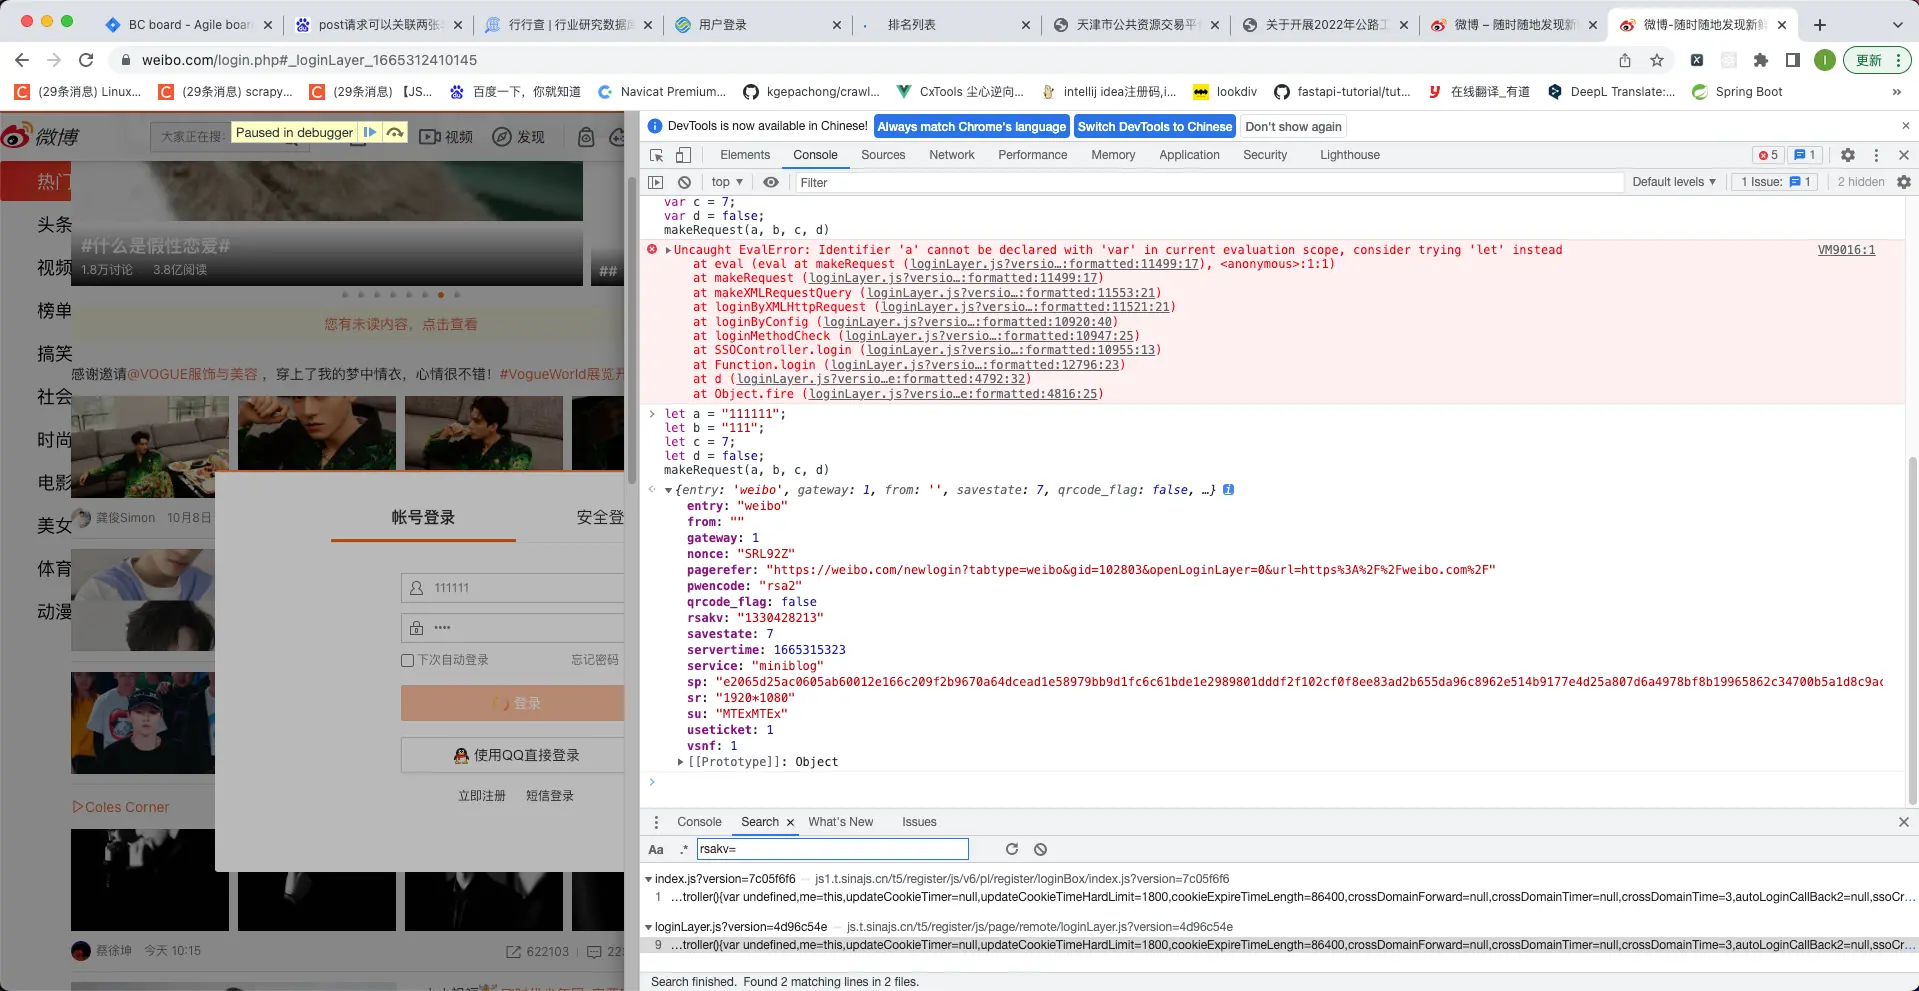 BC board - Agile boar
post请求可以关联两张
行行查 | 行业研究数据
用户登录
排名列表
天津市公共资源交易平
关于开展2022年公路工
微博 – 随时随地发现新
微博-随时随地发现新鲜
weibo.com/login.php#_loginLayer_1665312410145
更新
(29条消息) Linux...
(29条消息) scrapy...
(29条消息) 【JS...
百度一下，你就知道
Navicat Premium...
kgepachong/crawl...
CxTools 尘心逆向...
intellij idea注册码,i...
lookdiv
fastapi-tutorial/tut...
在线翻译_有道
DeepL Translate:...
Spring Boot
»
微博
大家正在搜:
Paused in debugger
视频
发现
热门
头条
视频
榜单
搞笑
社会
时尚
电影
美女
体育
动漫
#什么是假性恋爱#
1.8万讨论 3.8亿阅读
##
您有未读内容，点击查看
感谢邀请@VOGUE服饰与美容，穿上了我的梦中情衣，心情很不错！#VogueWorld展览开
龚俊Simon 10月8日
帐号登录
安全登
111111
••••
下次自动登录
忘记密码
登录
使用QQ直接登录
立即注册 短信登录
▷Coles Corner
蔡徐坤 今天 10:15
622103
22
DevTools is now available in Chinese!
Always match Chrome's language
Switch DevTools to Chinese
Don't show again
Elements Console Sources Network Performance Memory Application Security Lighthouse
5
1
top ▼
Filter
Default levels ▼
1 Issue: 1
2 hidden
var c = 7;
var d = false;
makeRequest(a, b, c, d)
Uncaught EvalError: Identifier 'a' cannot be declared with 'var' in current evaluation scope, consider trying 'let' instead
VM9016:1
at eval (eval at makeRequest (loginLayer.js?versio…:formatted:11499:17), <anonymous>:1:1)
at makeRequest (loginLayer.js?versio…:formatted:11499:17)
at makeXMLRequestQuery (loginLayer.js?versio…:formatted:11553:21)
at loginByXMLHttpRequest (loginLayer.js?versio…:formatted:11521:21)
at loginByConfig (loginLayer.js?versio…:formatted:10920:40)
at loginMethodCheck (loginLayer.js?versio…:formatted:10947:25)
at SSOController.login (loginLayer.js?versio…:formatted:10955:13)
at Function.login (loginLayer.js?versio…:formatted:12796:23)
at d (loginLayer.js?versio…e:formatted:4792:32)
at Object.fire (loginLayer.js?versio…e:formatted:4816:25)
let a = "111111";
let b = "111";
let c = 7;
let d = false;
makeRequest(a, b, c, d)
{entry: 'weibo', gateway: 1, from: '', savestate: 7, qrcode_flag: false, …}
entry: "weibo"
from: ""
gateway: 1
nonce: "SRL92Z"
pagerefer: "https://weibo.com/newlogin?tabtype=weibo&gid=102803&openLoginLayer=0&url=https%3A%2F%2Fweibo.com%2F"
pwencode: "rsa2"
qrcode_flag: false
rsakv: "1330428213"
savestate: 7
servertime: 1665315323
service: "miniblog"
sp: "e2065d25ac0605ab60012e166c209f2b9670a64dcead1e58979bb9d1fc6c61bde1e2989801dddf2f102cf0f8ee83ad2b655da96c8962e514b9177e4d25a807d6a4978bf8b19965862c34700b5a1d8c9ac
sr: "1920*1080"
su: "MTExMTEx"
useticket: 1
vsnf: 1
[[Prototype]]: Object
Console Search × What's New Issues
Aa .* rsakv=
index.js?version=7c05f6f6 — js1.t.sinajs.cn/t5/register/js/v6/pl/register/loginBox/index.js?version=7c05f6f6
1 …troller(){var undefined,me=this,updateCookieTimer=null,updateCookieTimeHardLimit=1800,cookieExpireTimeLength=86400,crossDomainForward=null,crossDomainTimer=null,crossDomainTime=3,autoLoginCallBack2=null,ssoCr…
loginLayer.js?version=4d96c54e — js.t.sinajs.cn/t5/register/js/page/remote/loginLayer.js?version=4d96c54e
9 …troller(){var undefined,me=this,updateCookieTimer=null,updateCookieTimeHardLimit=1800,cookieExpireTimeLength=86400,crossDomainForward=null,crossDomainTimer=null,crossDomainTime=3,autoLoginCallBack2=null,ssoCr…
Search finished. Found 2 matching lines in 2 files.